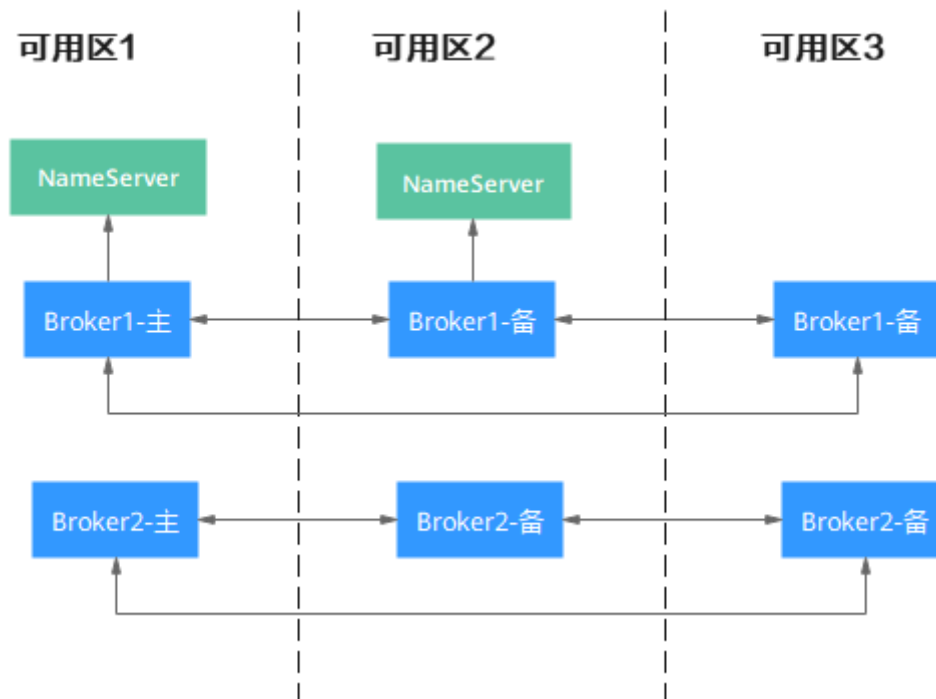 可用区1
可用区2
可用区3
NameServer
NameServer
Broker1-主
Broker1-备
Broker1-备
Broker2-主
Broker2-备
Broker2-备